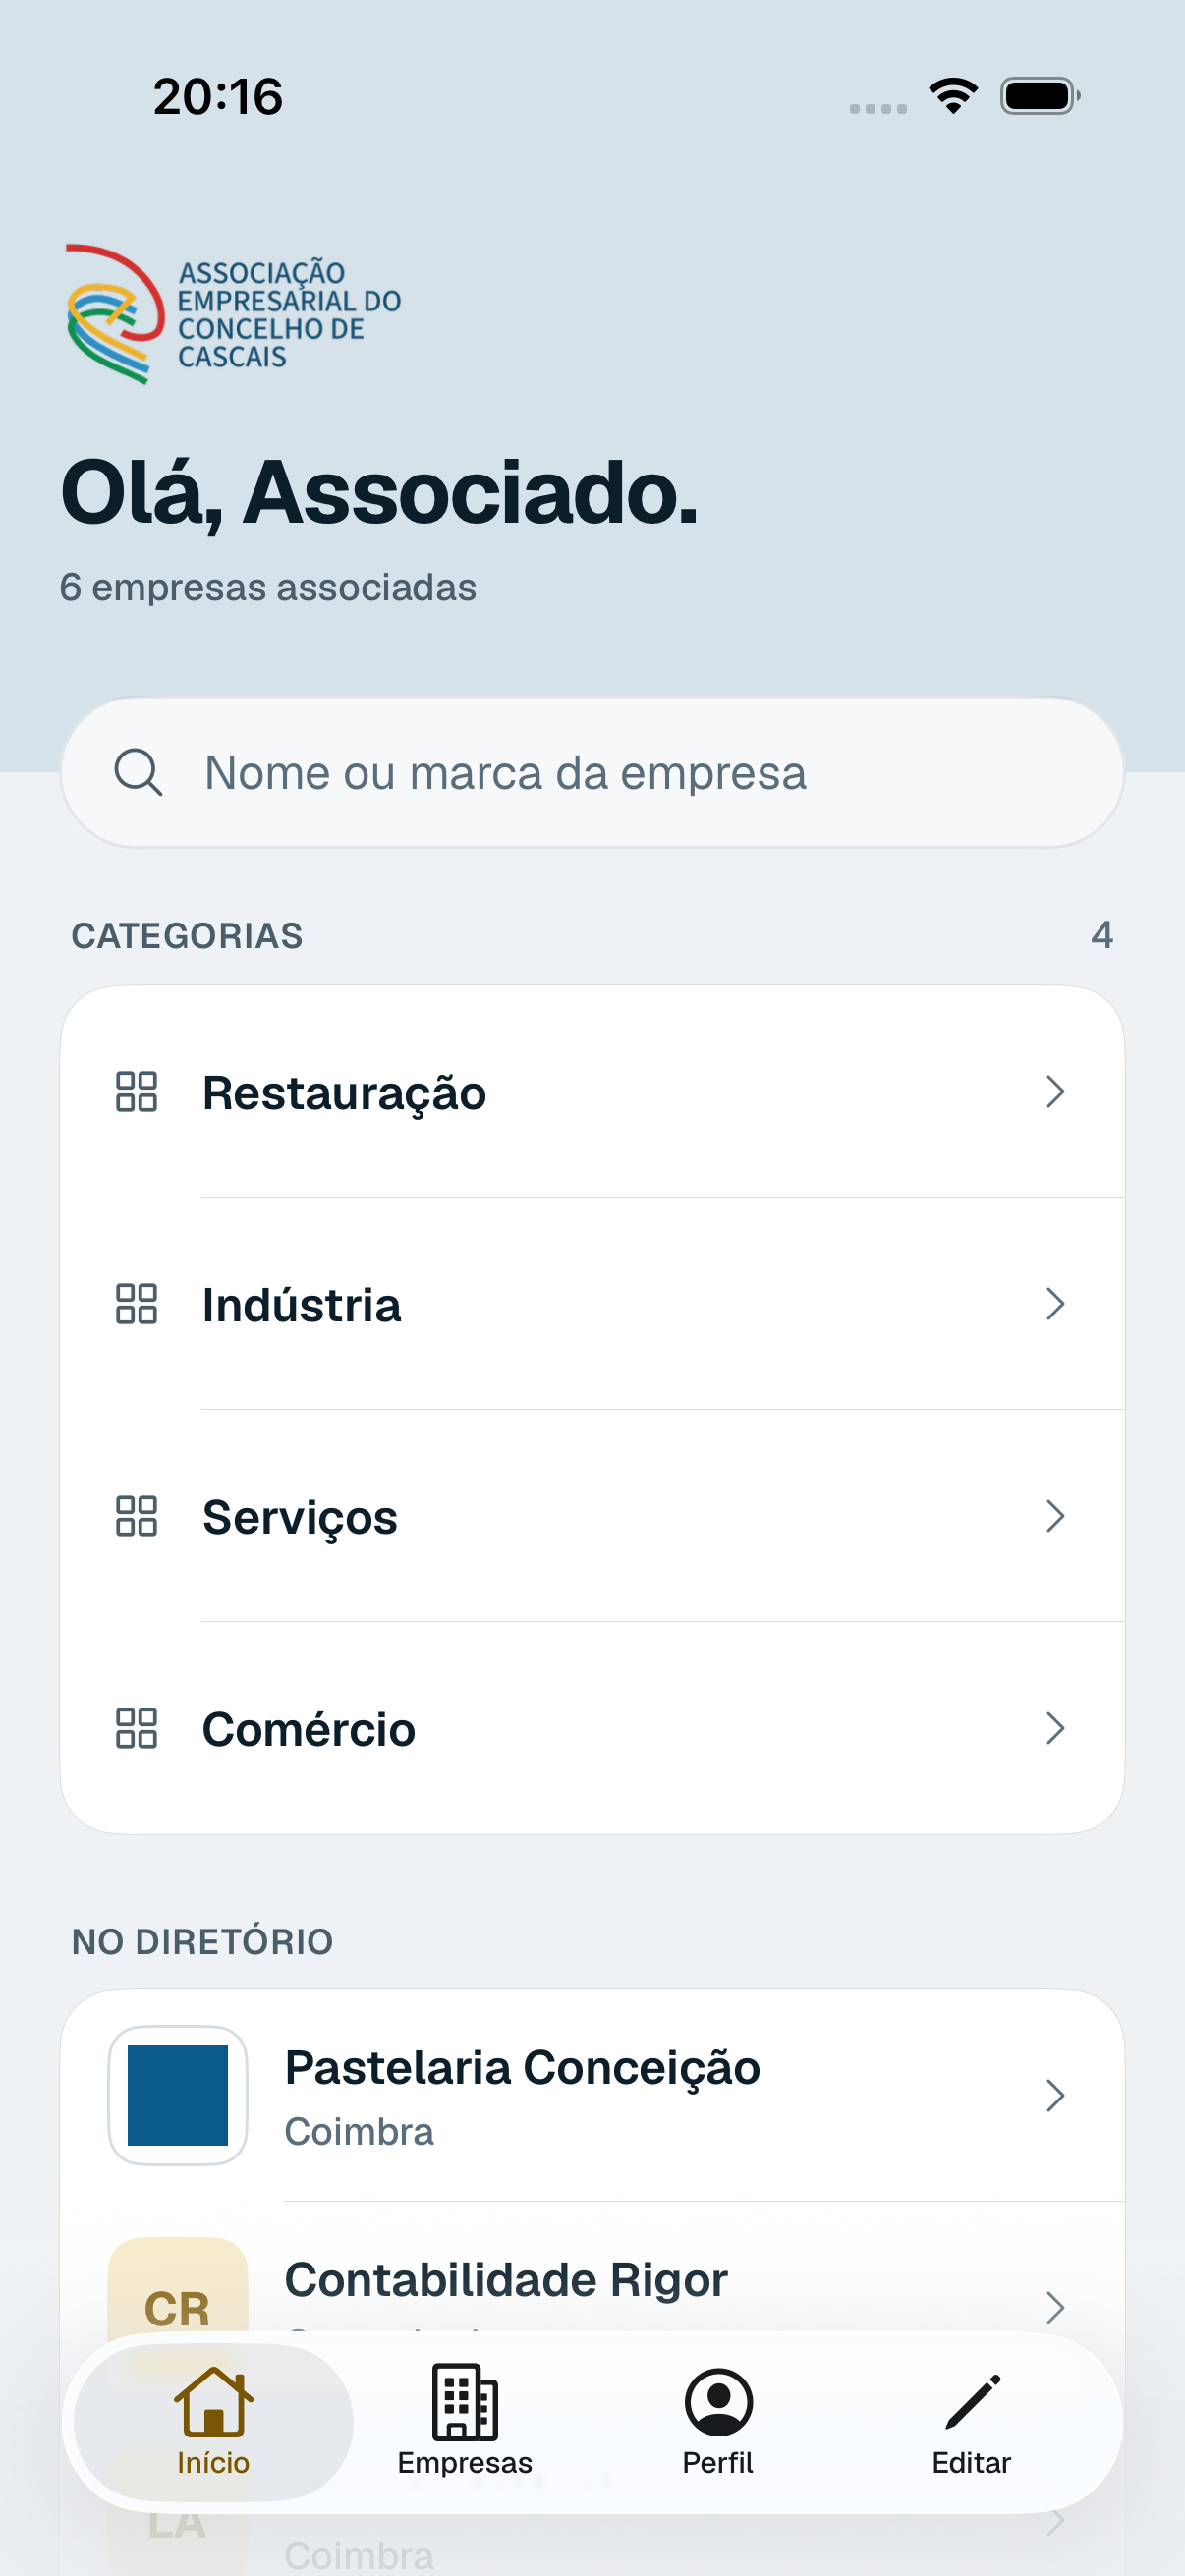 20:16
ASSOCIAÇÃO
EMPRESARIAL DO
CONCELHO DE
CASCAIS
Olá, Associado.
6 empresas associadas
Nome ou marca da empresa
CATEGORIAS 4
Restauração
Indústria
Serviços
Comércio
NO DIRETÓRIO
Pastelaria Conceição
Coimbra
CR Contabilidade Rigor
Início Empresas Perfil Editar
LA
Coimbra